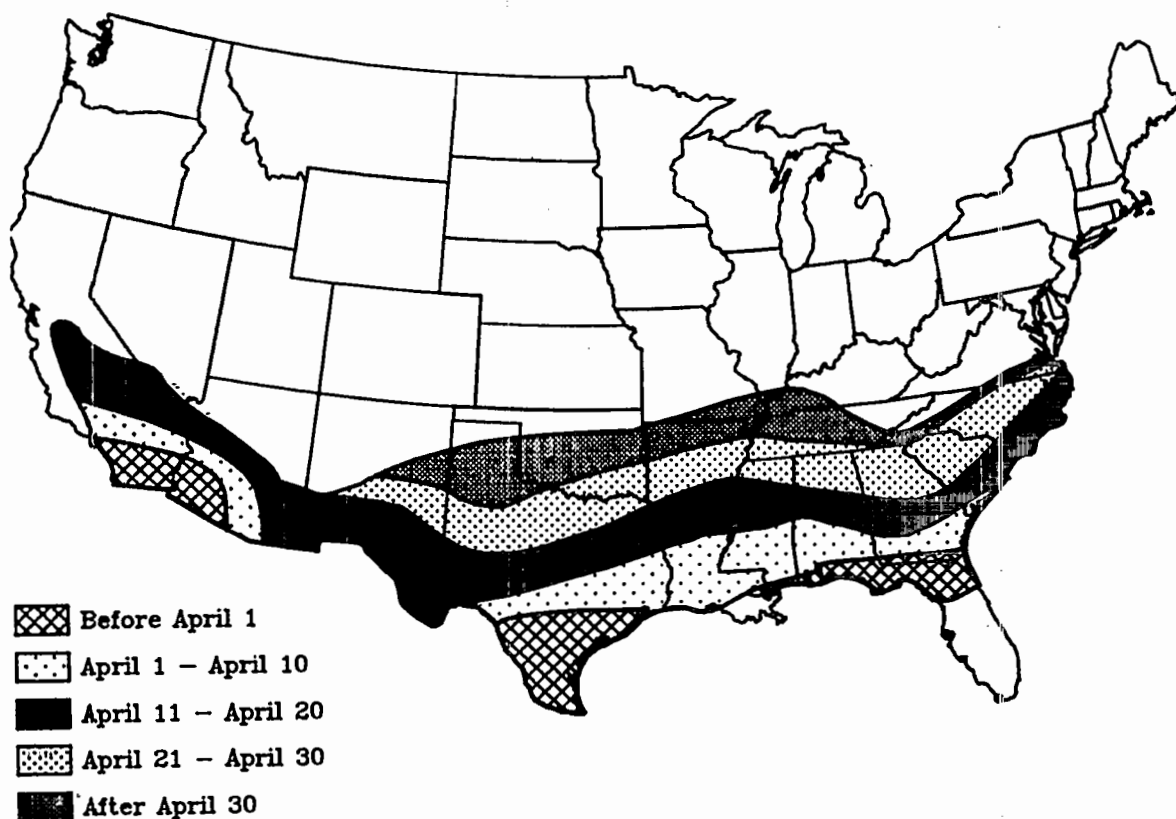 Before April 1
April 1 – April 10
April 11 – April 20
April 21 – April 30
After April 30